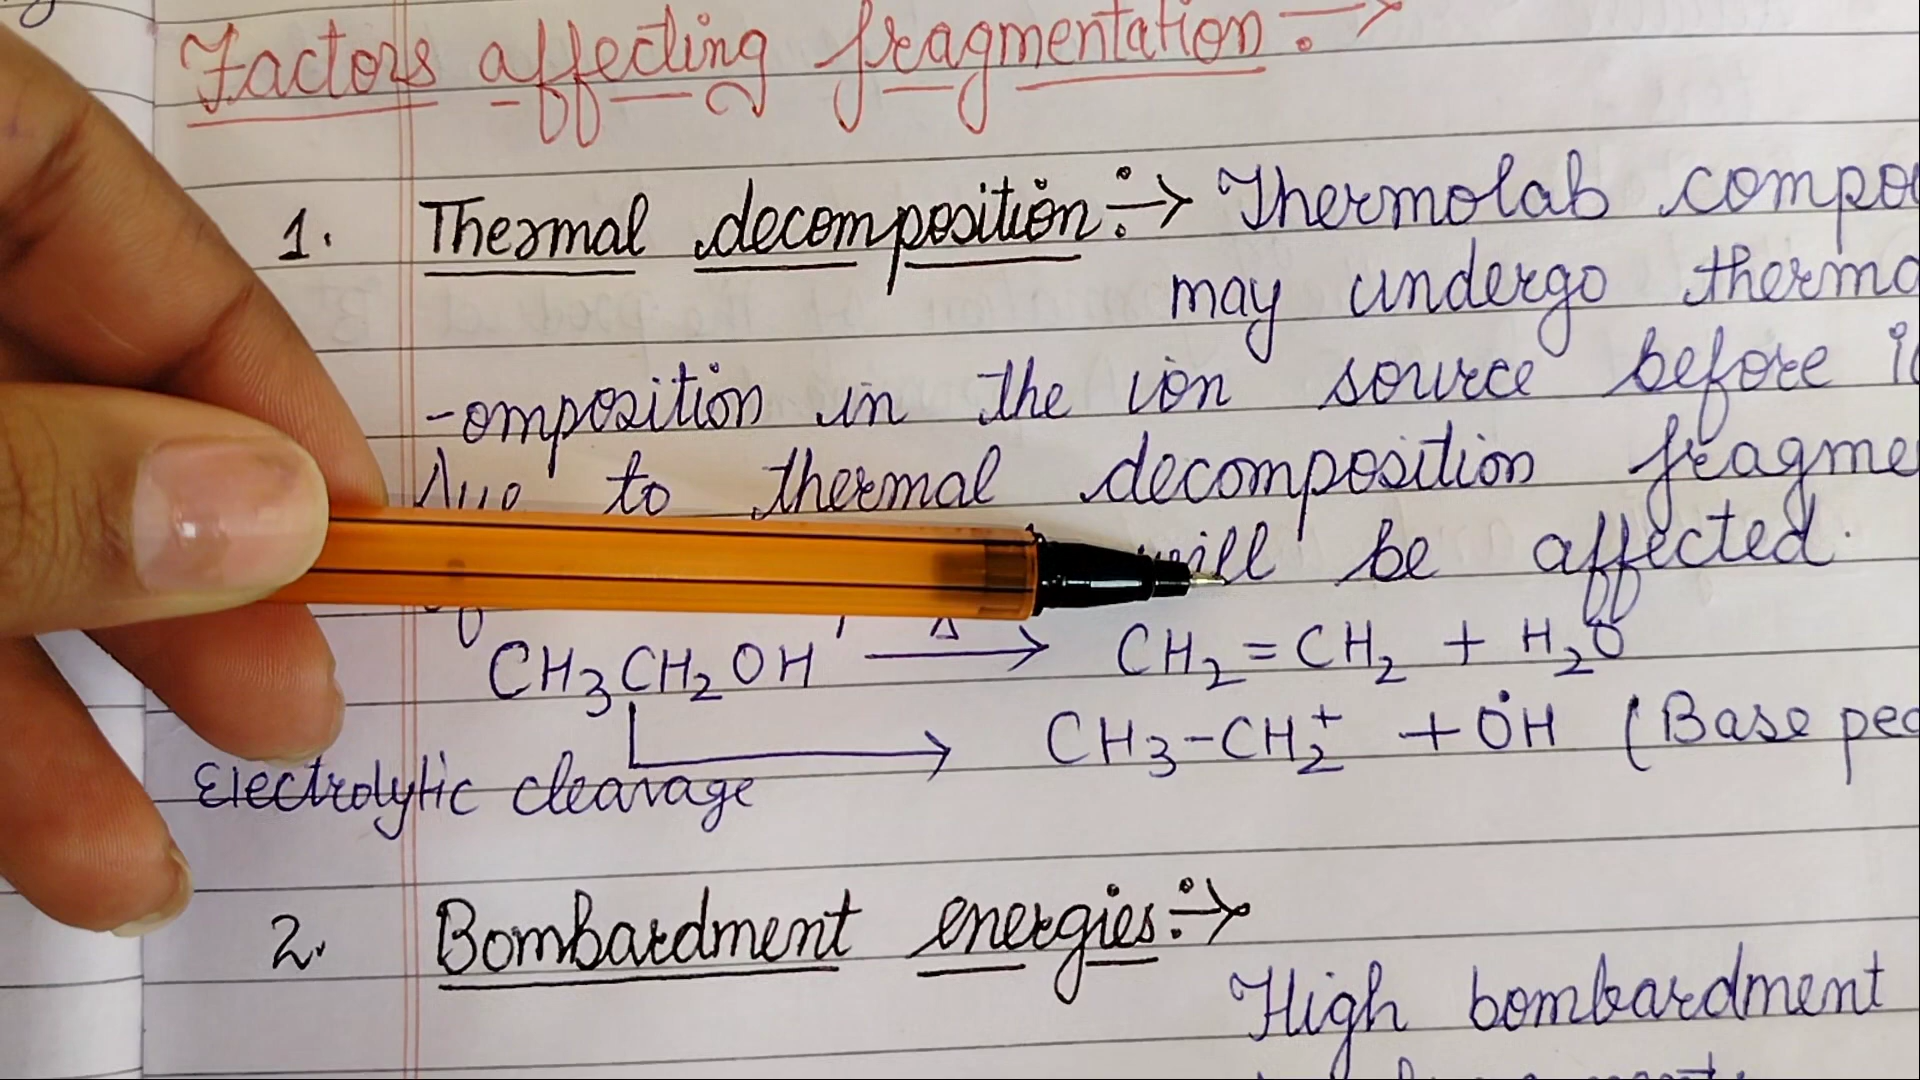 Factors affecting fragmentation :→
1. Thermal decomposition :→ Thermolab compo
may undergo therma
-omposition in the ion source before i
Due to thermal decomposition fragme
will be affected.
CH3CH2OH Δ→ CH2=CH2 + H2O
CH3-CH2+ + ȮH (Base pea
Electrolytic cleavage
2. Bombardment energies :→
High bombardment